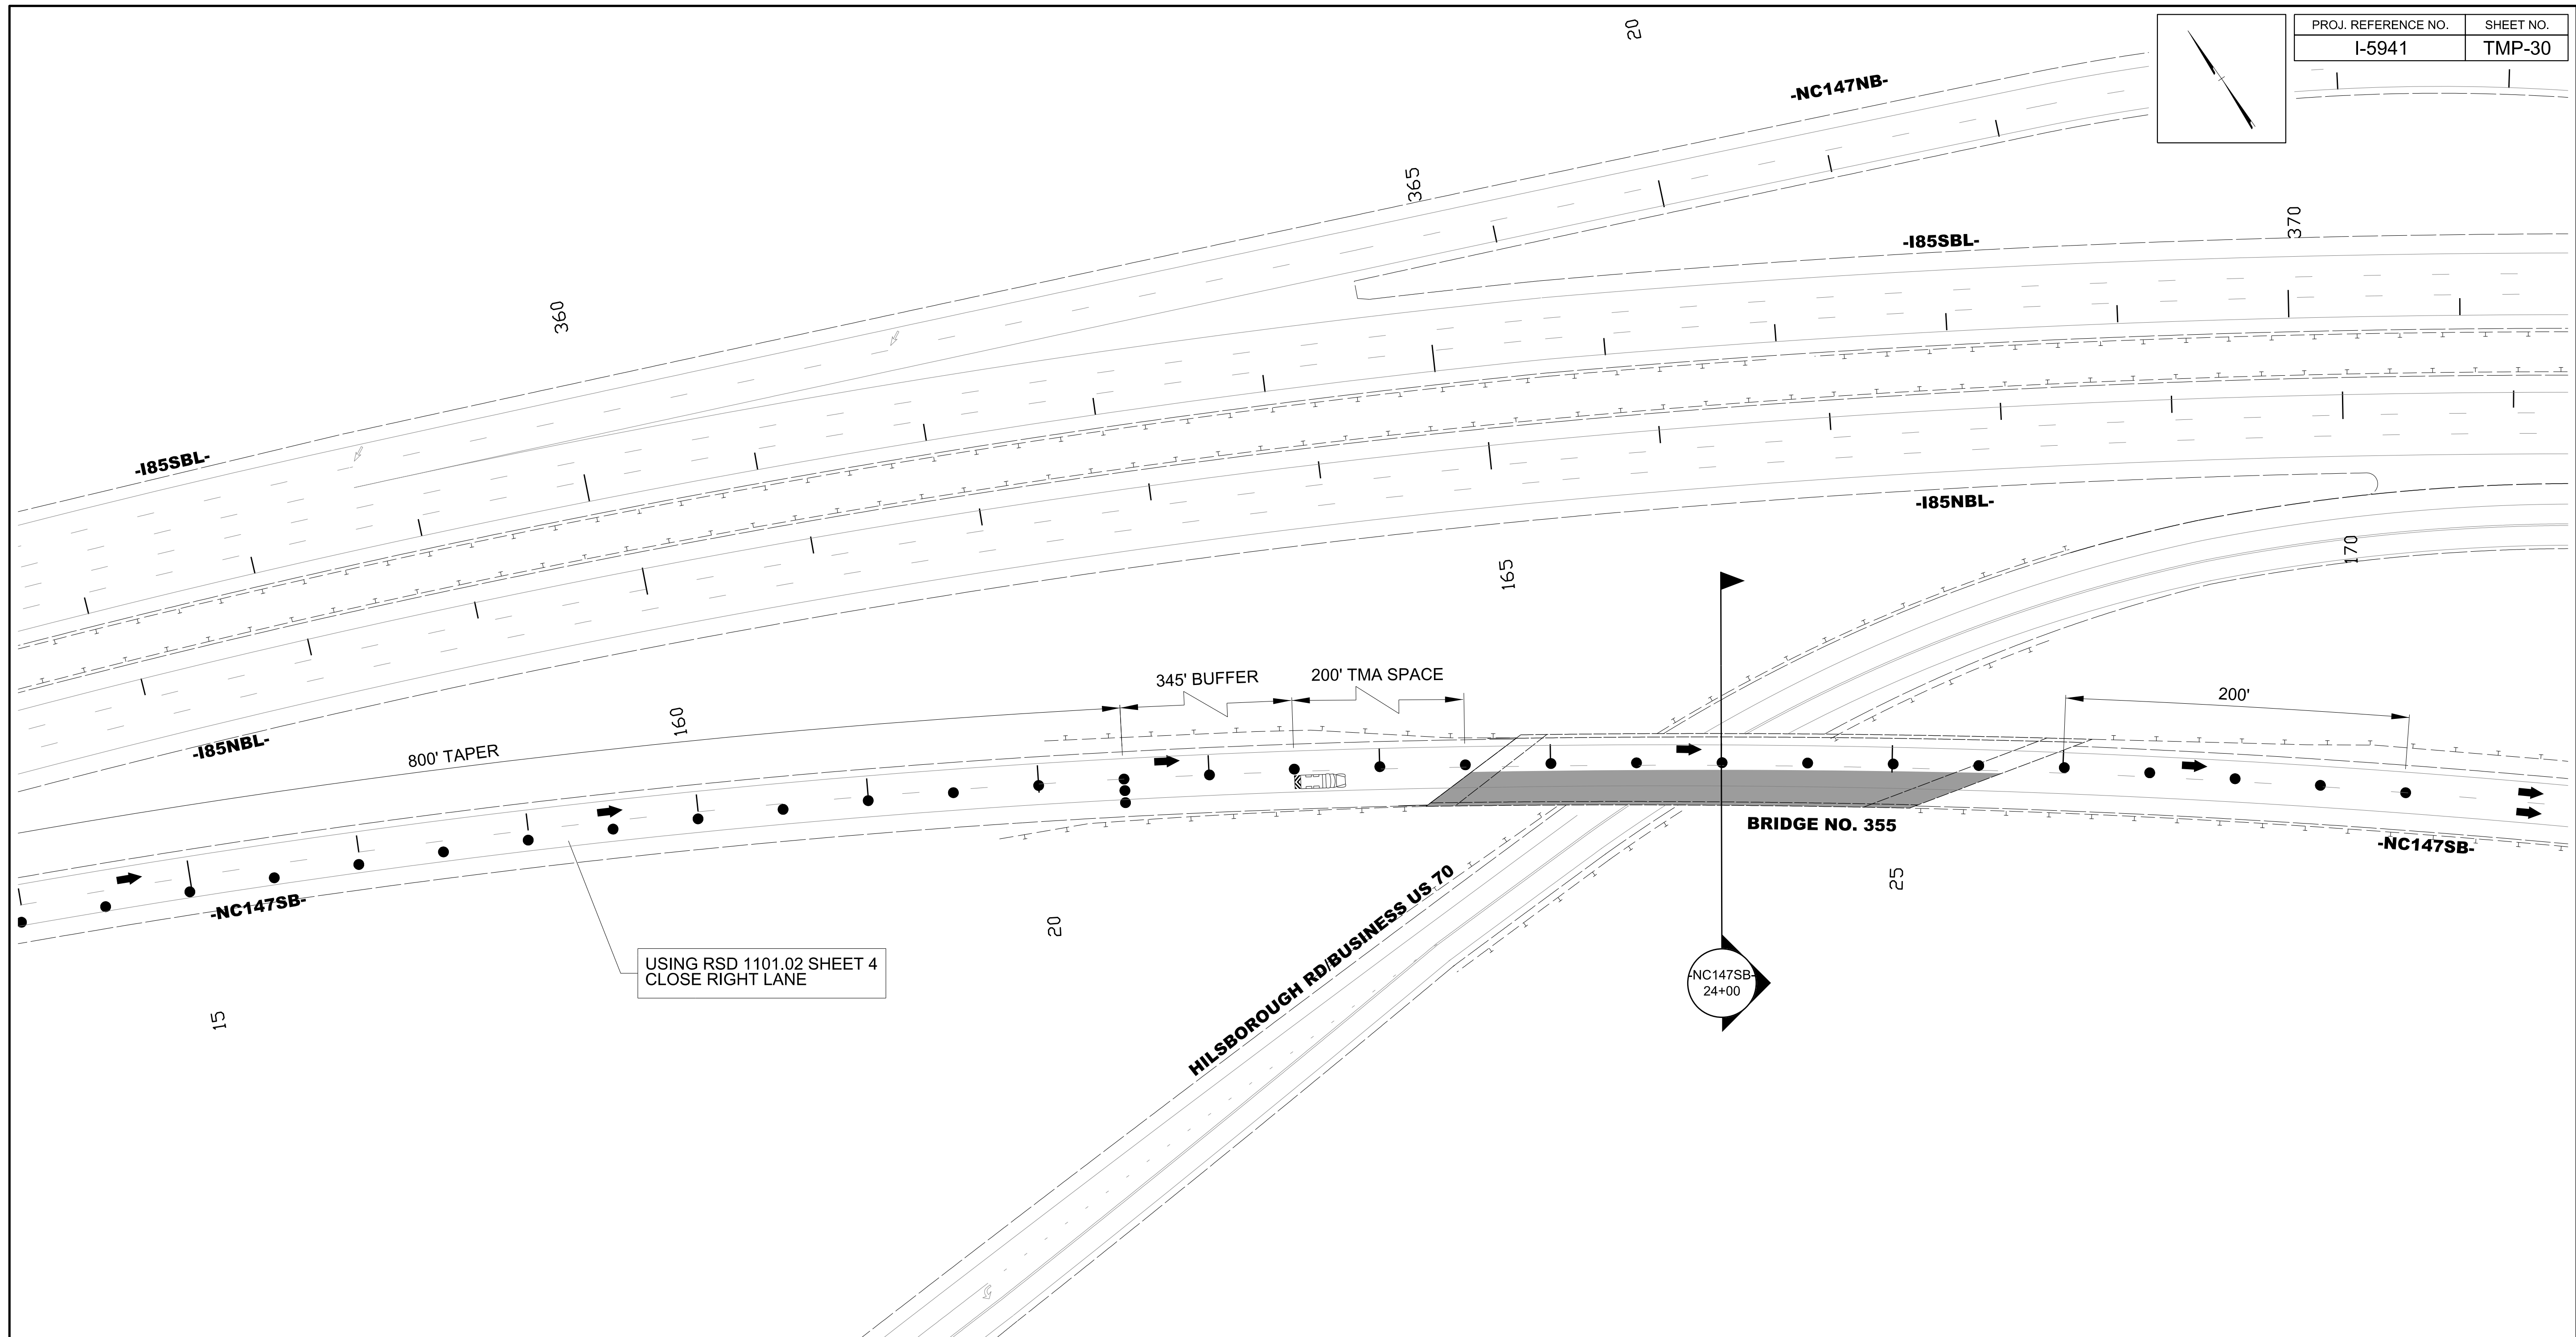 PROJ. REFERENCE NO.
SHEET NO.
I-5941
TMP-30
20
-NC147NB-
365
370
-I85SBL-
360
-I85SBL-
-I85NBL-
165
170
345' BUFFER
200' TMA SPACE
200'
160
-I85NBL-
800' TAPER
BRIDGE NO. 355
-NC147SB-
25
-NC147SB-
20
HILSBOROUGH RD/BUSINESS US 70
USING RSD 1101.02 SHEET 4
CLOSE RIGHT LANE
-NC147SB-
24+00
15